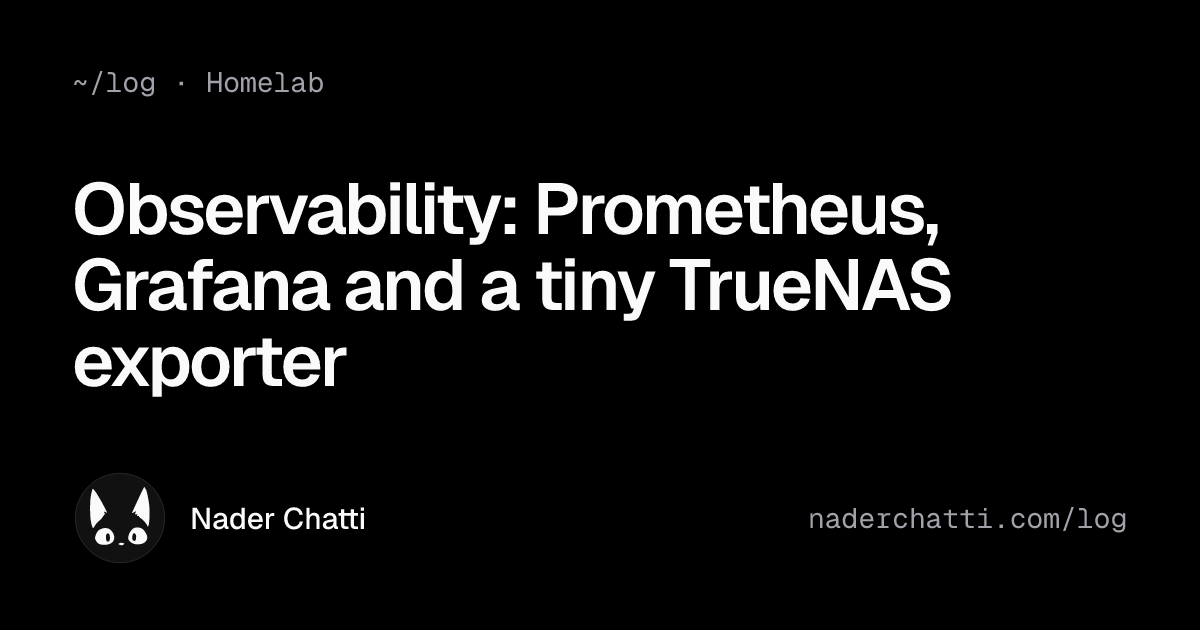 ~/log · Homelab
Observability: Prometheus,
Grafana and a tiny TrueNAS
exporter
Nader Chatti
naderchatti.com/log